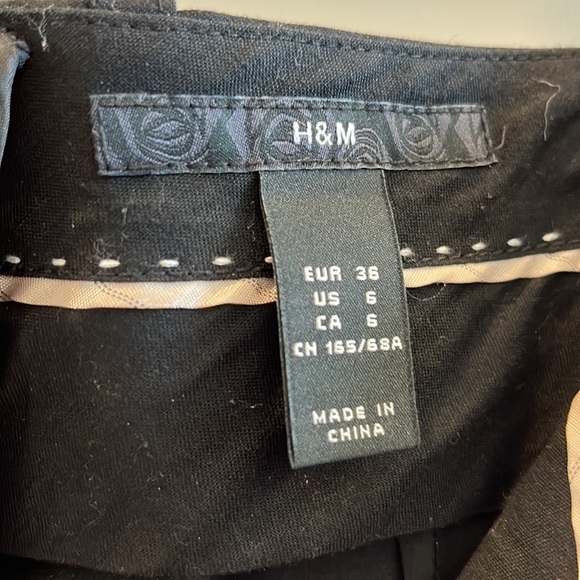 H&M
EUR 36
US 6
CA 6
CH 165/68A
MADE IN
CHINA